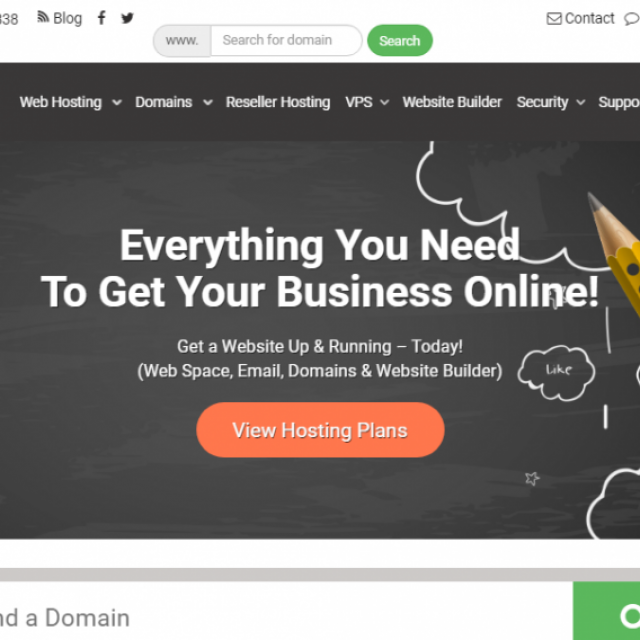 338 Blog Contact
www. Search for domain Search
Web Hosting Domains Reseller Hosting VPS Website Builder Security Suppo
Everything You Need
To Get Your Business Online!
Get a Website Up & Running – Today!
(Web Space, Email, Domains & Website Builder)
Like
View Hosting Plans
nd a Domain